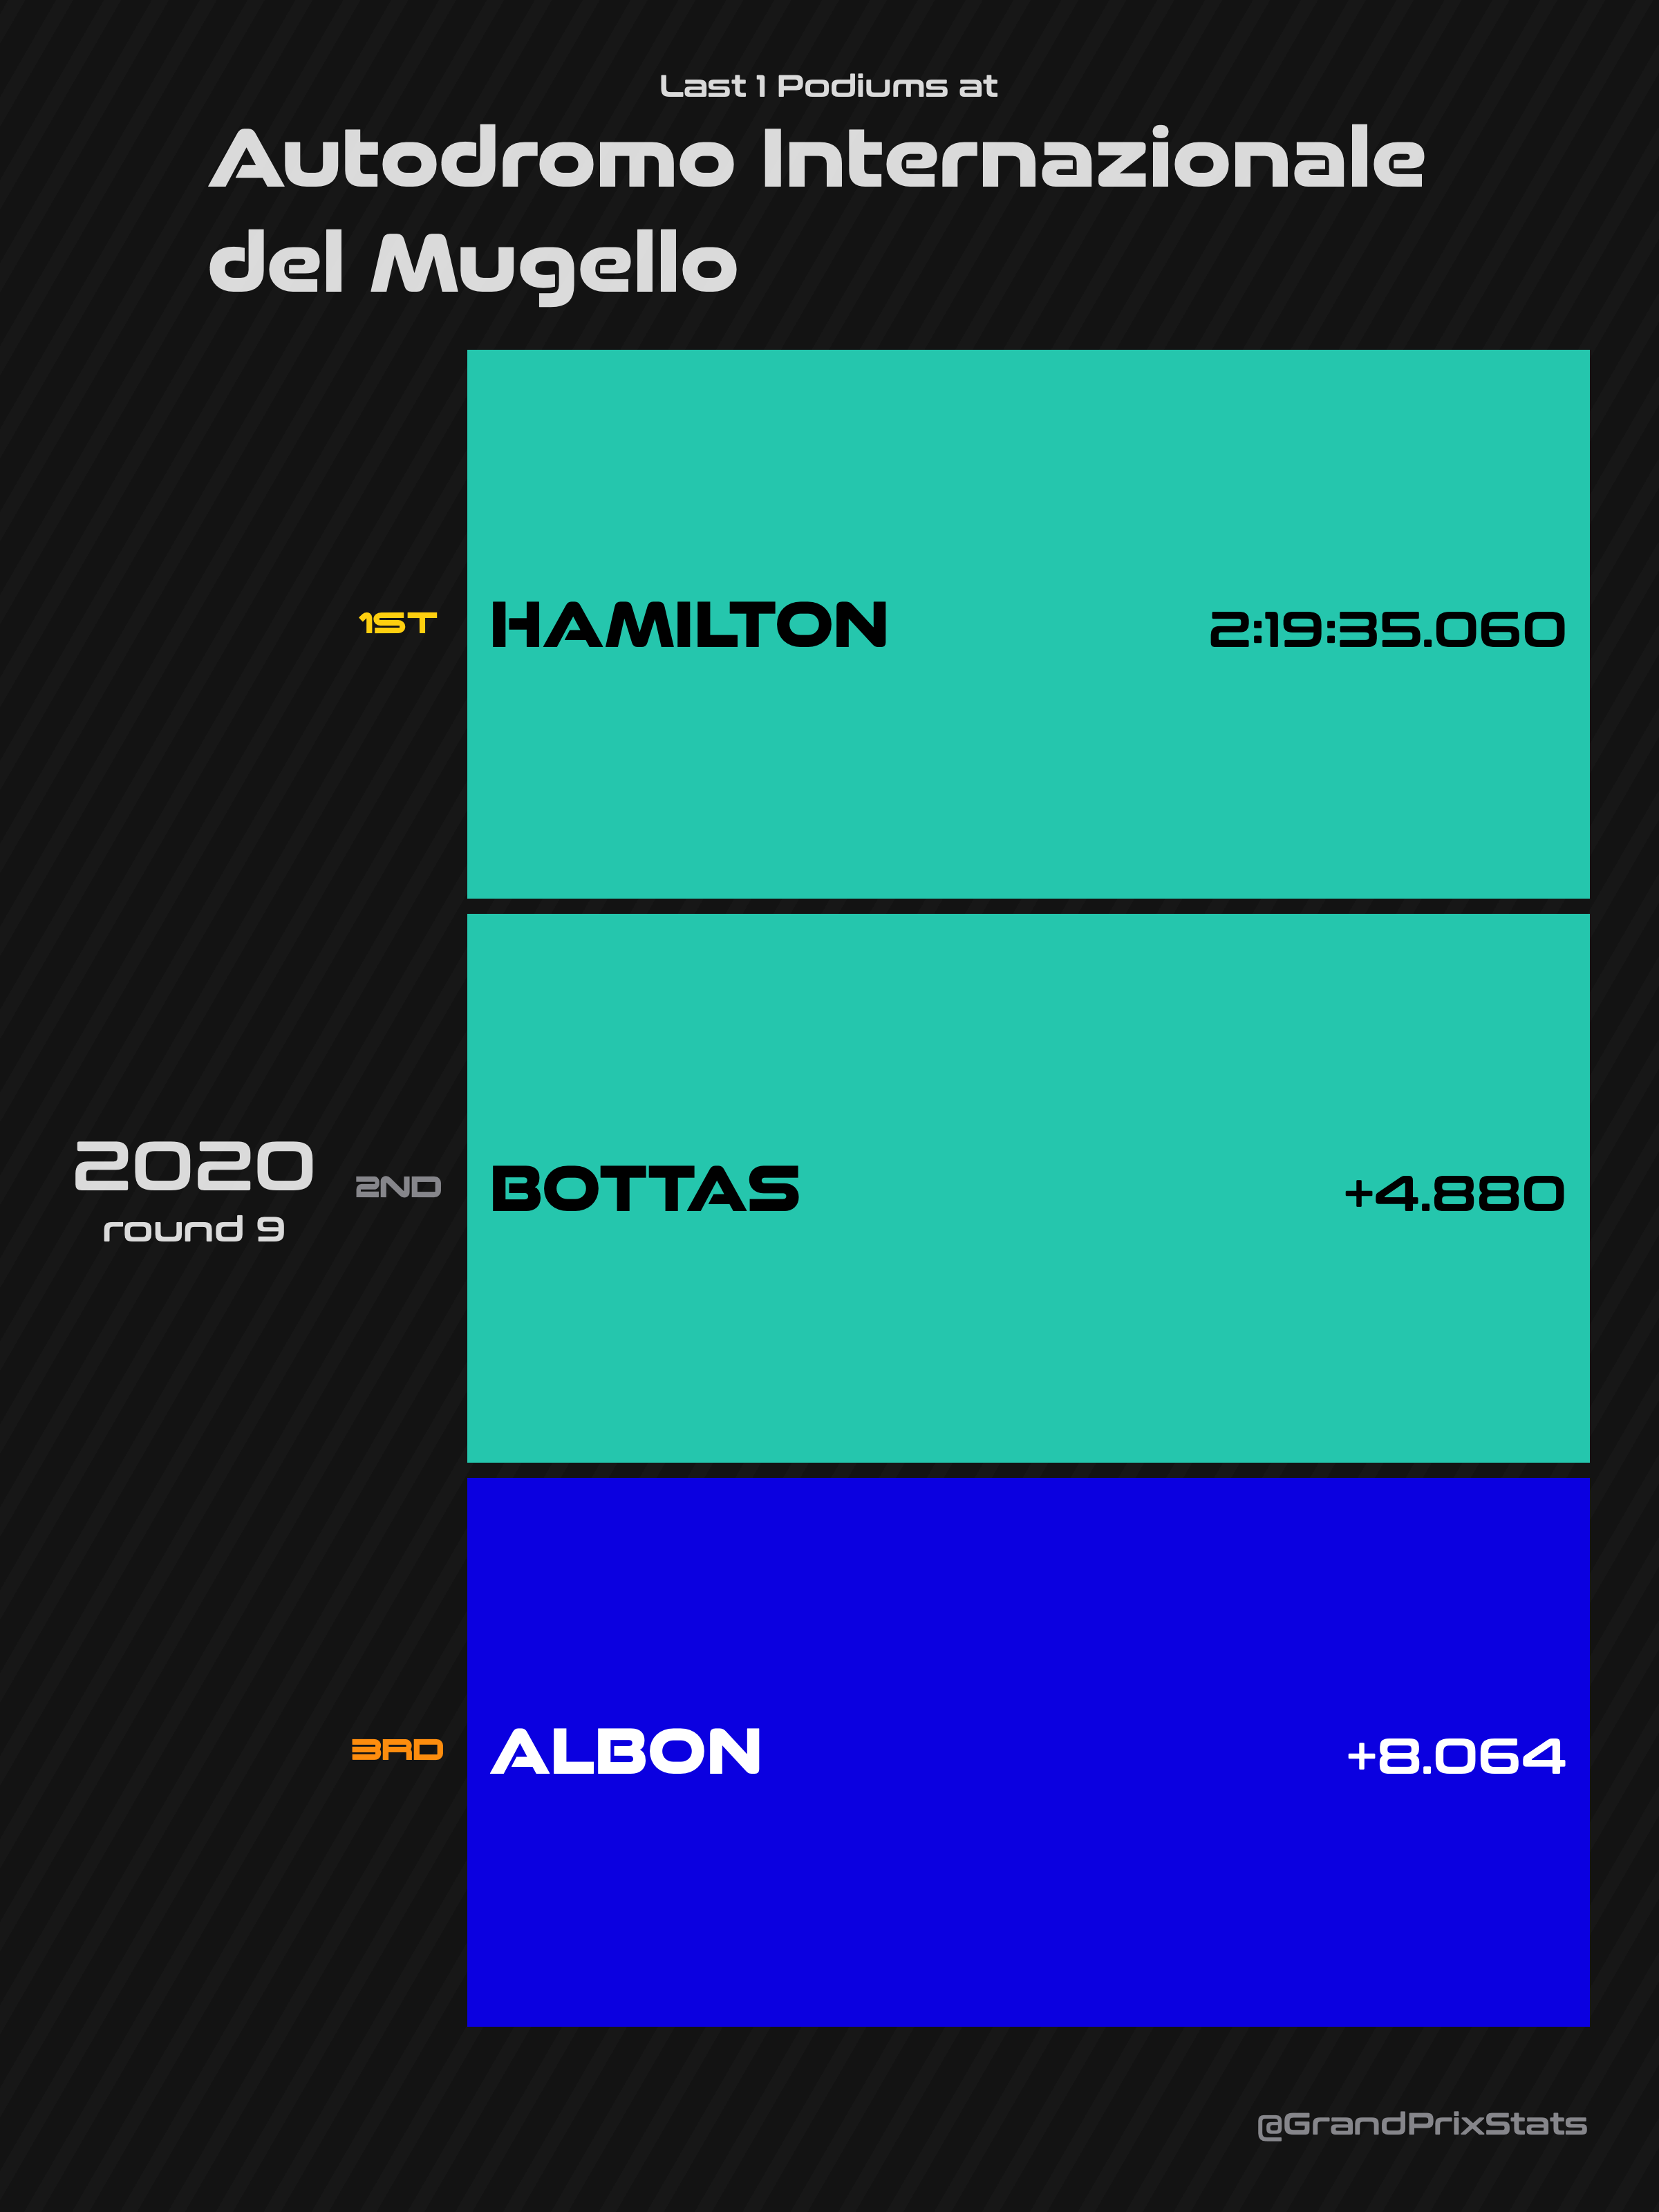 Last 1 Podiums at
Autodromo Internazionale
del Mugello
2020
round 9
1ST
HAMILTON
2:19:35.060
2ND
BOTTAS
+4.880
3RD
ALBON
+8.064
@GrandPrixStats